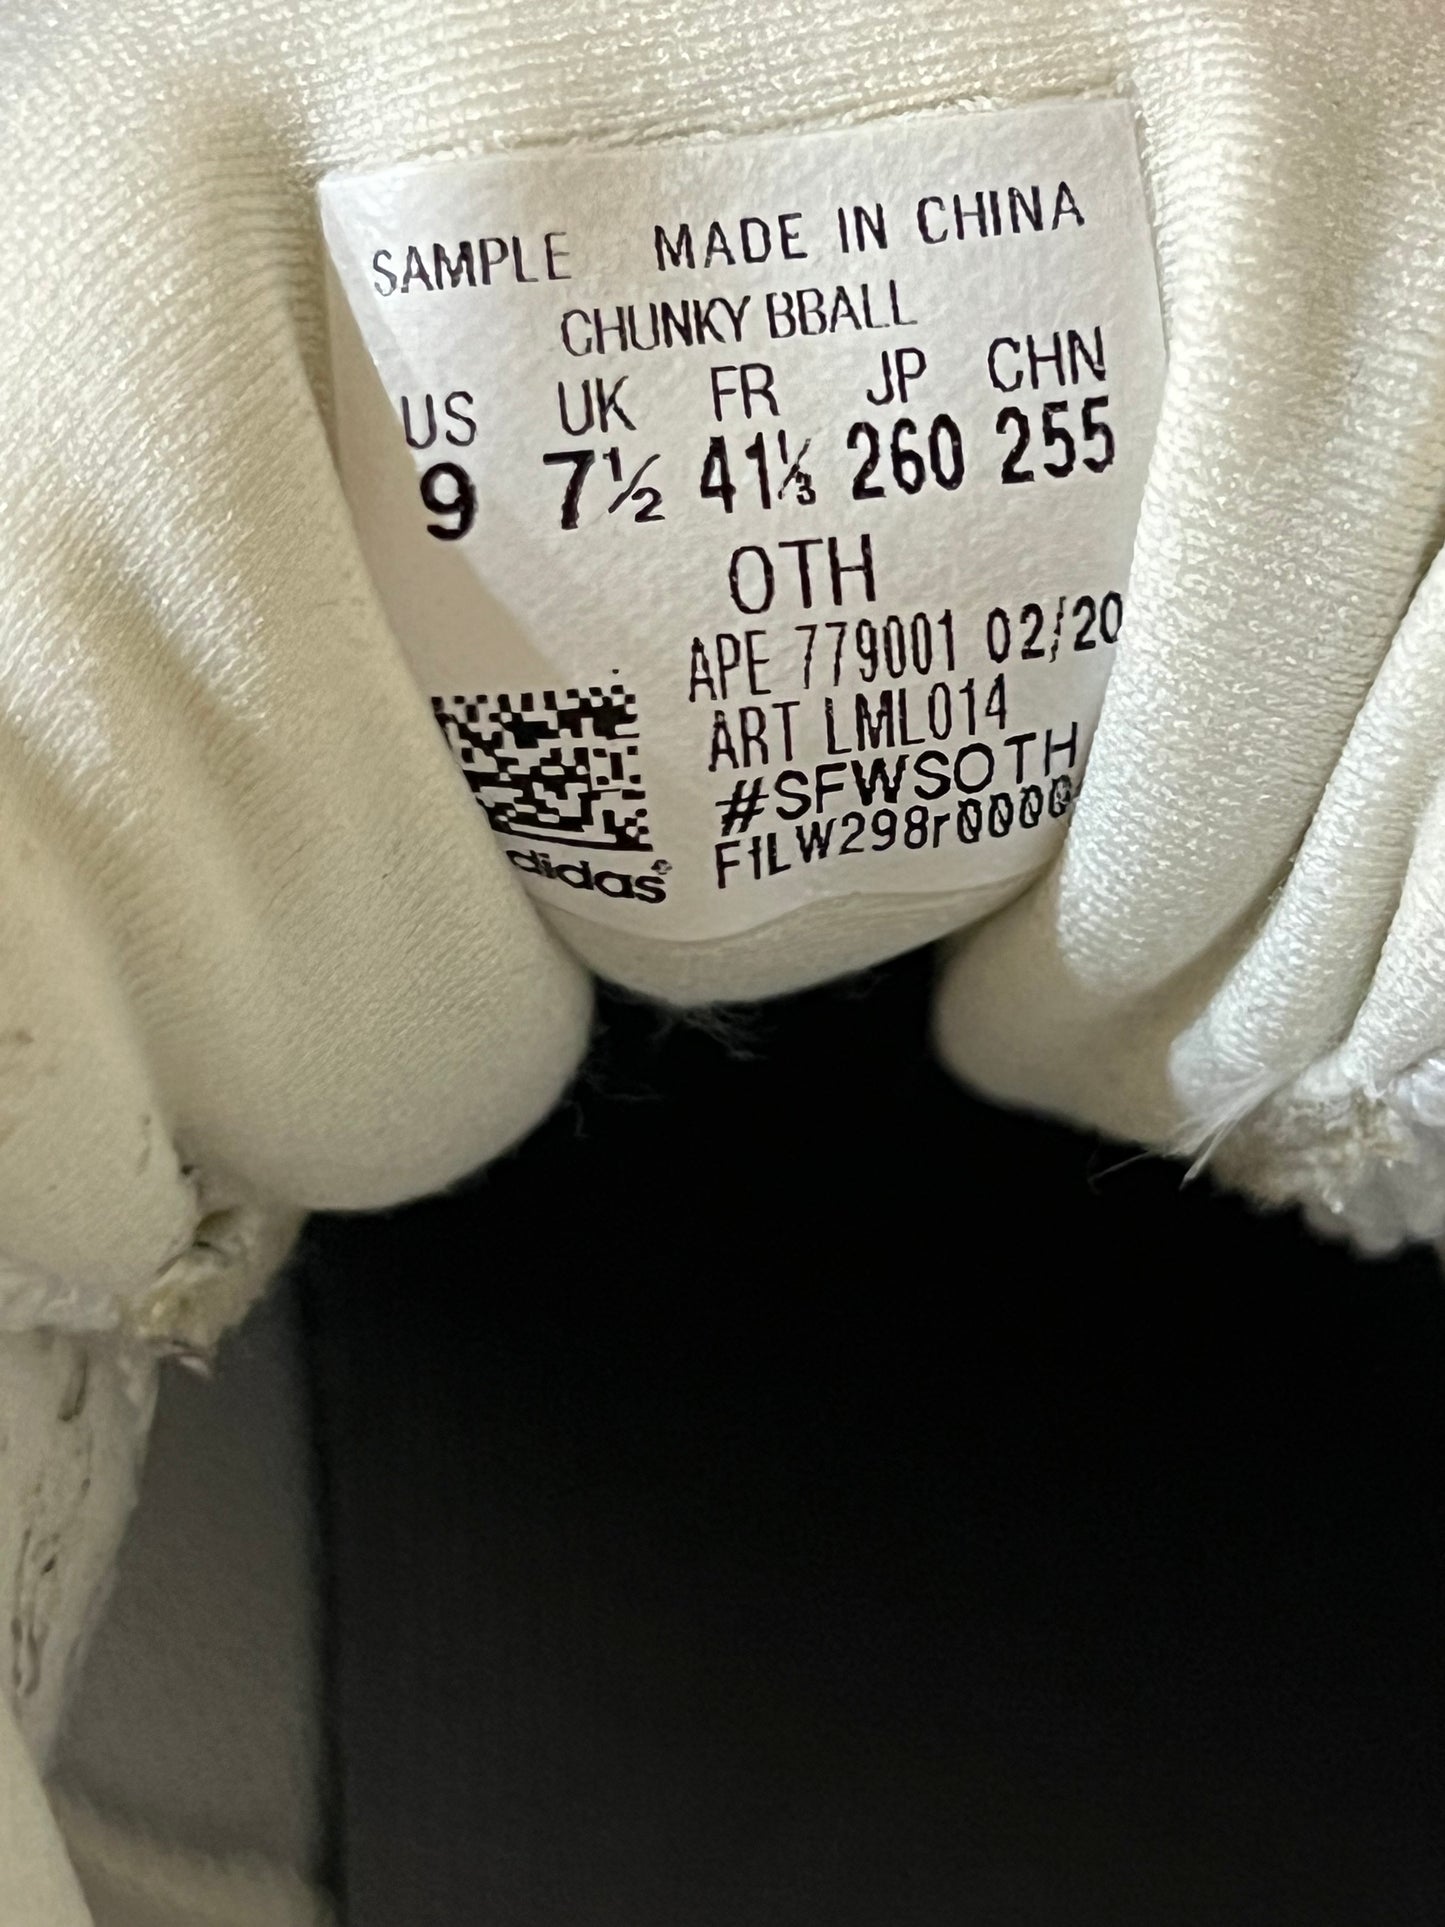 SAMPLE MADE IN CHINA
CHUNKY BBALL
US UK FR JP CHN
9 7½ 41⅓ 260 255
OTH
APE 779001 02/20
ART LML014
#SFWSOTH
F1LW298r0000
adidas